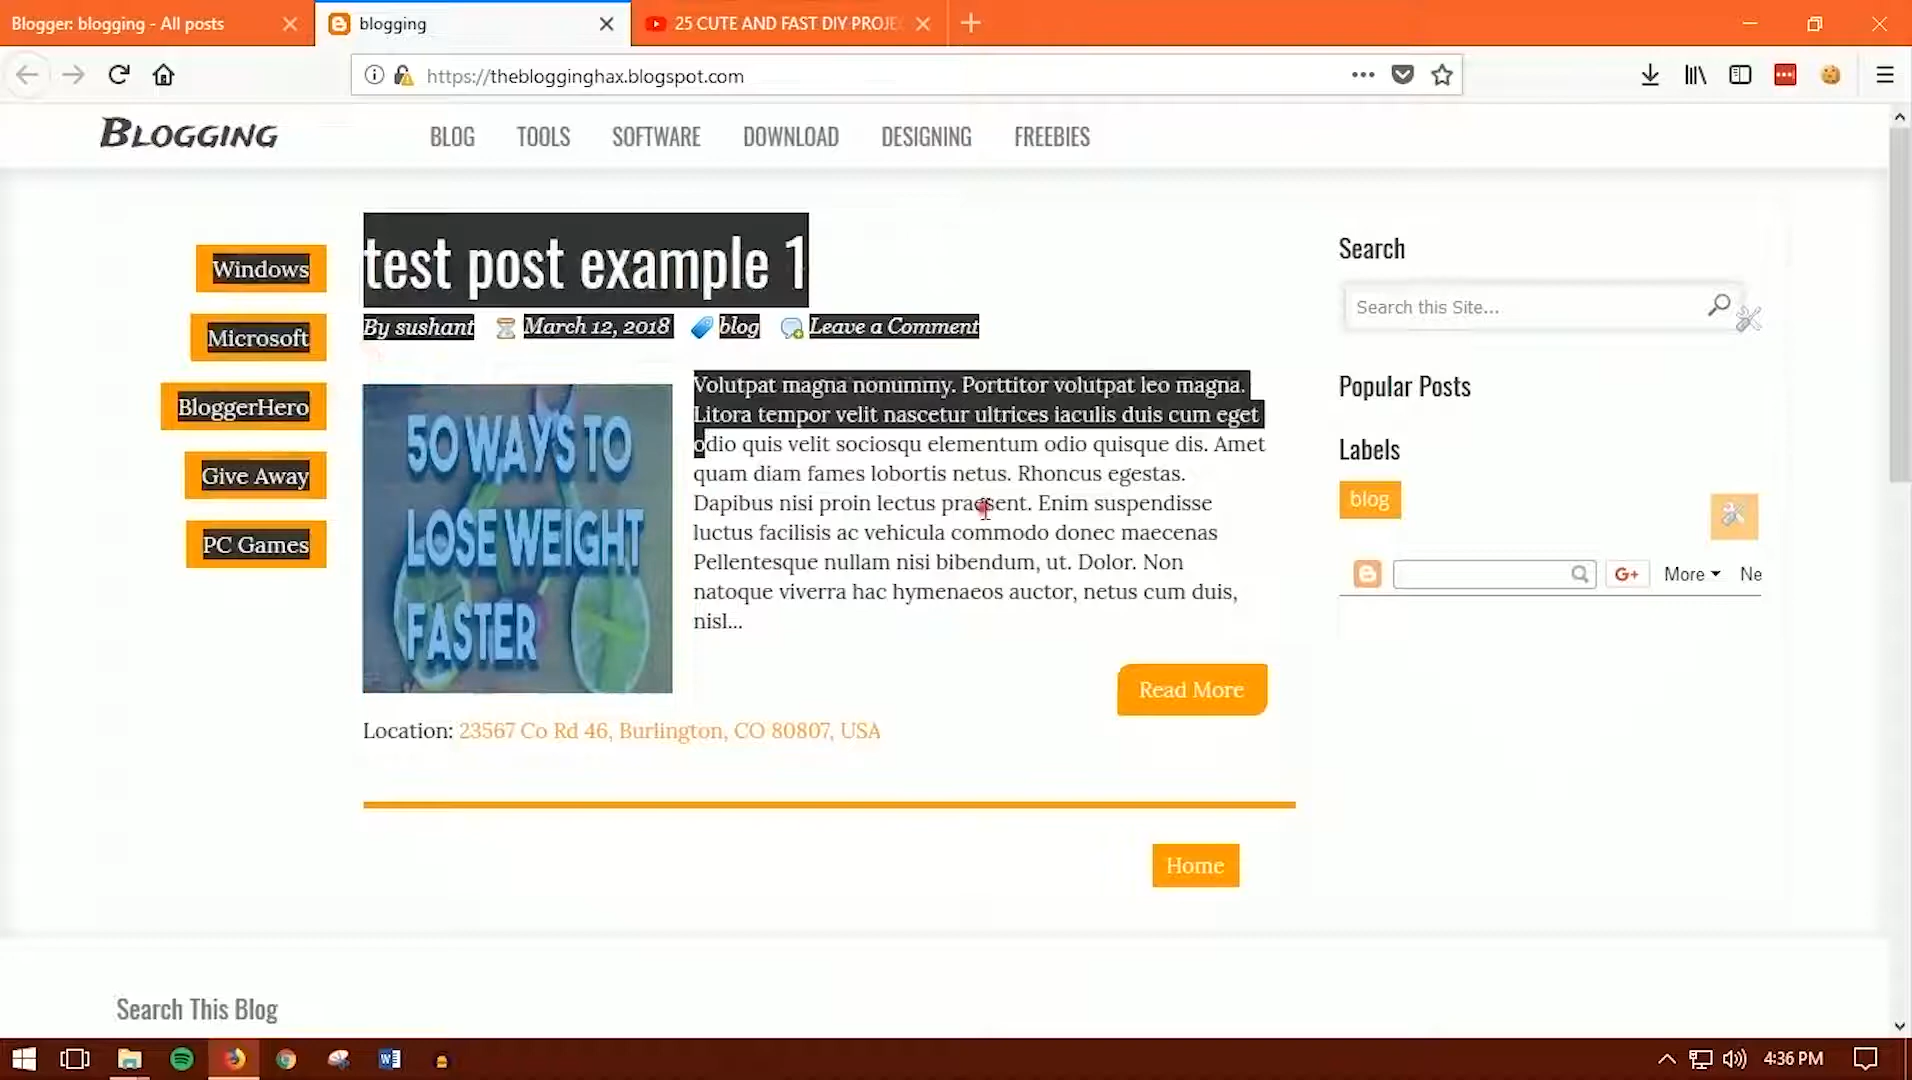 Blogger: blogging - All posts
blogging
25 CUTE AND FAST DIY PROJE
https://theblogginghax.blogspot.com
Blogging
BLOG TOOLS SOFTWARE DOWNLOAD DESIGNING FREEBIES
Windows
Microsoft
BloggerHero
Give Away
PC Games
test post example 1
By sushant March 12, 2018 blog Leave a Comment
50 WAYS TO
LOSE WEIGHT
FASTER
Volutpat magna nonummy. Porttitor volutpat leo magna.
Litora tempor velit nascetur ultrices iaculis duis cum eget
odio quis velit sociosqu elementum odio quisque dis. Amet
quam diam fames lobortis netus. Rhoncus egestas.
Dapibus nisi proin lectus praesent. Enim suspendisse
luctus facilisis ac vehicula commodo donec maecenas
Pellentesque nullam nisi bibendum, ut. Dolor. Non
natoque viverra hac hymenaeos auctor, netus cum duis,
nisl...
Read More
Location: 23567 Co Rd 46, Burlington, CO 80807, USA
Home
Search
Search this Site...
Popular Posts
Labels
blog
G+ More Ne
Search This Blog
4:36 PM